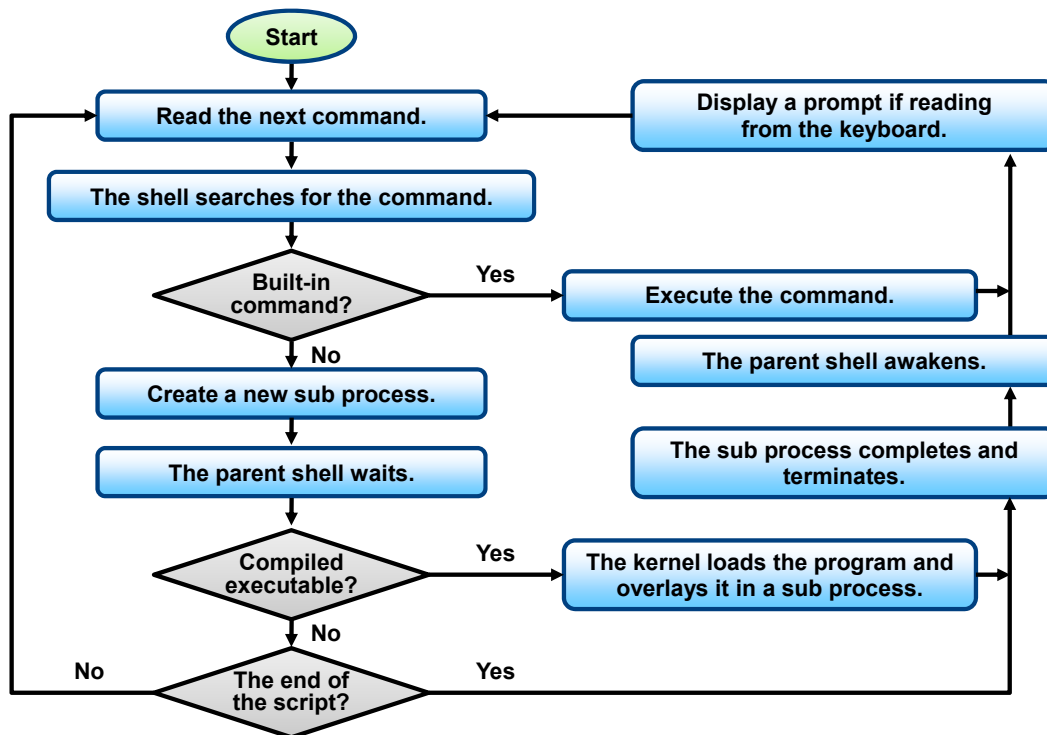 Start
Read the next command.
Display a prompt if reading
from the keyboard.
The shell searches for the command.
Built-in
command?
Yes
Execute the command.
No
The parent shell awakens.
Create a new sub process.
The sub process completes and
terminates.
The parent shell waits.
Compiled
executable?
Yes
The kernel loads the program and
overlays it in a sub process.
No
No
The end of
the script?
Yes